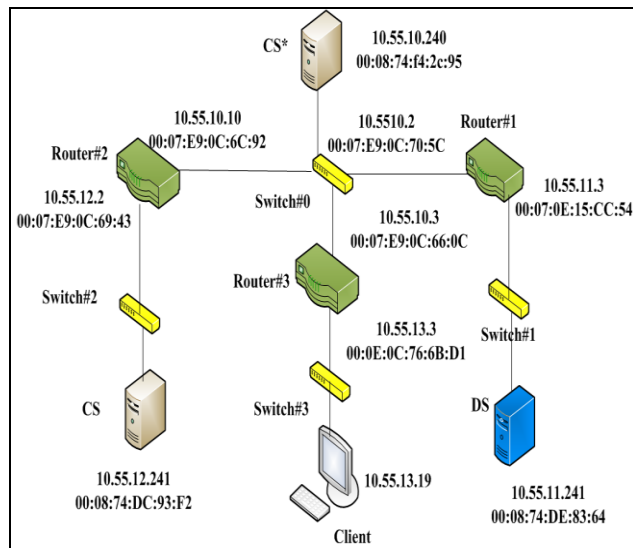 CS*
10.55.10.240
00:08:74:f4:2c:95
10.55.10.10
00:07:E9:0C:6C:92
Router#2
10.5510.2
00:07:E9:0C:70:5C
Router#1
10.55.12.2
00:07:E9:0C:69:43
Switch#0
10.55.11.3
00:07:0E:15:CC:54
10.55.10.3
00:07:E9:0C:66:0C
Router#3
Switch#2
Switch#1
10.55.13.3
00:0E:0C:76:6B:D1
Switch#3
CS
DS
10.55.12.241
00:08:74:DC:93:F2
10.55.13.19
Client
10.55.11.241
00:08:74:DE:83:64